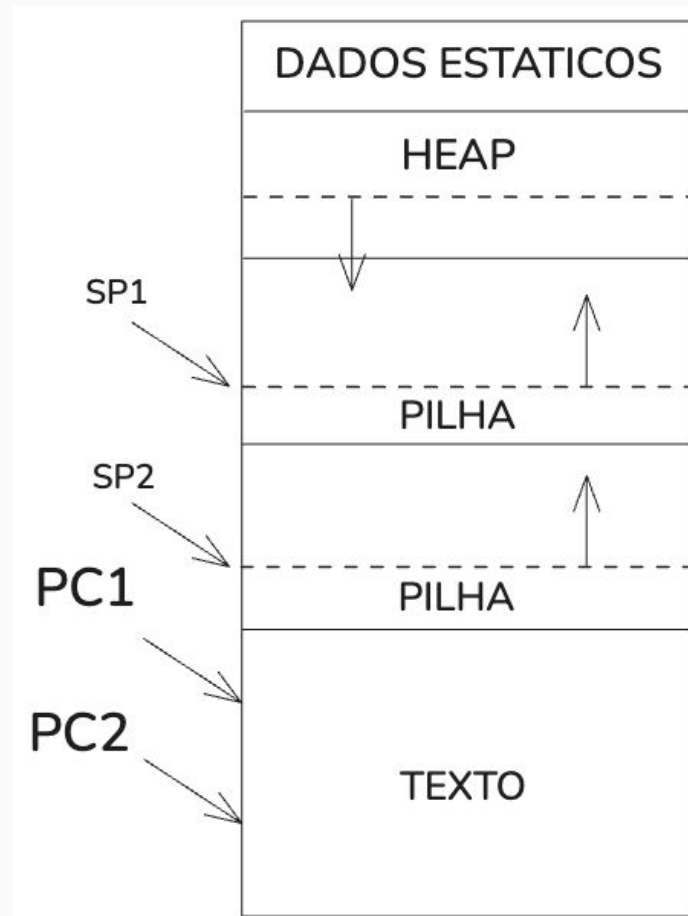 DADOS ESTATICOS
HEAP
SP1
PILHA
SP2
PC1
PILHA
PC2
TEXTO